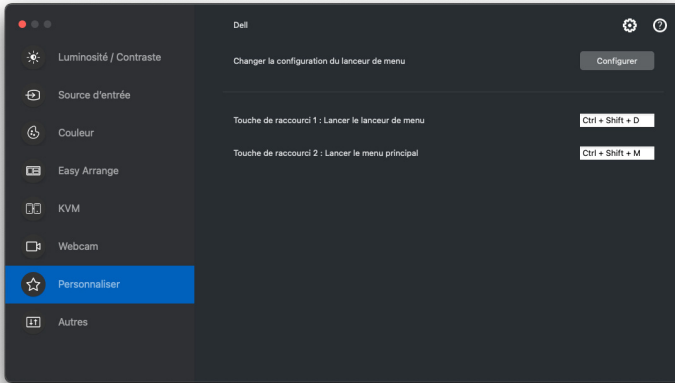 Dell
Luminosité / Contraste
Source d'entrée
Couleur
Easy Arrange
KVM
Webcam
Personnaliser
Autres
Changer la configuration du lanceur de menu
Configurer
Touche de raccourci 1 : Lancer le lanceur de menu
Ctrl + Shift + D
Touche de raccourci 2 : Lancer le menu principal
Ctrl + Shift + M